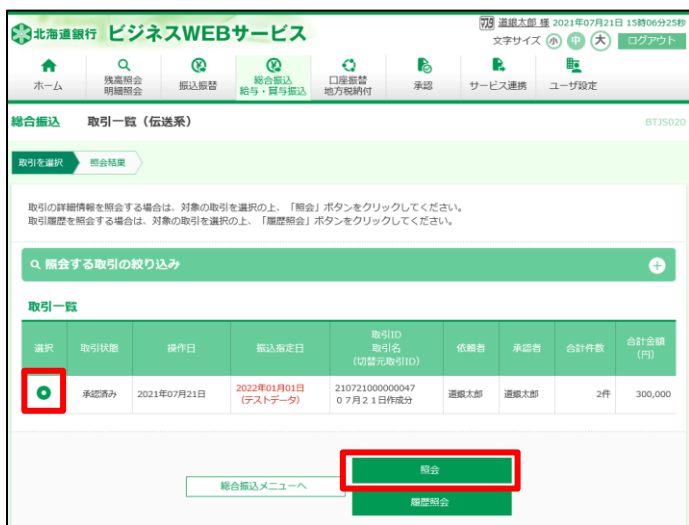 北海道銀行 ビジネスWEBサービス
道銀太郎 様 2021年07月21日 15時06分25秒
文字サイズ 小 中 大 ログアウト
ホーム
残高照会
明細照会
振込振替
総合振込
給与・賞与振込
口座振替
地方税納付
承認
サービス連携
ユーザ設定
総合振込 取引一覧(伝送系) BTJS020
取引を選択 照会結果
取引の詳細情報を照会する場合は、対象の取引を選択の上、「照会」ボタンをクリックしてください。
取引履歴を照会する場合は、対象の取引を選択の上、「履歴照会」ボタンをクリックしてください。
照会する取引の絞り込み
取引一覧
選択 取引状態 操作日 振込指定日 取引ID 取引名 (切替元取引ID) 依頼者 承認者 合計件数 合計金額 (円)
承認済み 2021年07月21日 2022年01月01日 (テストデータ) 210721000000047 07月21日作成分 道銀太郎 道銀太郎 2件 300,000
照会
総合振込メニューへ
履歴照会